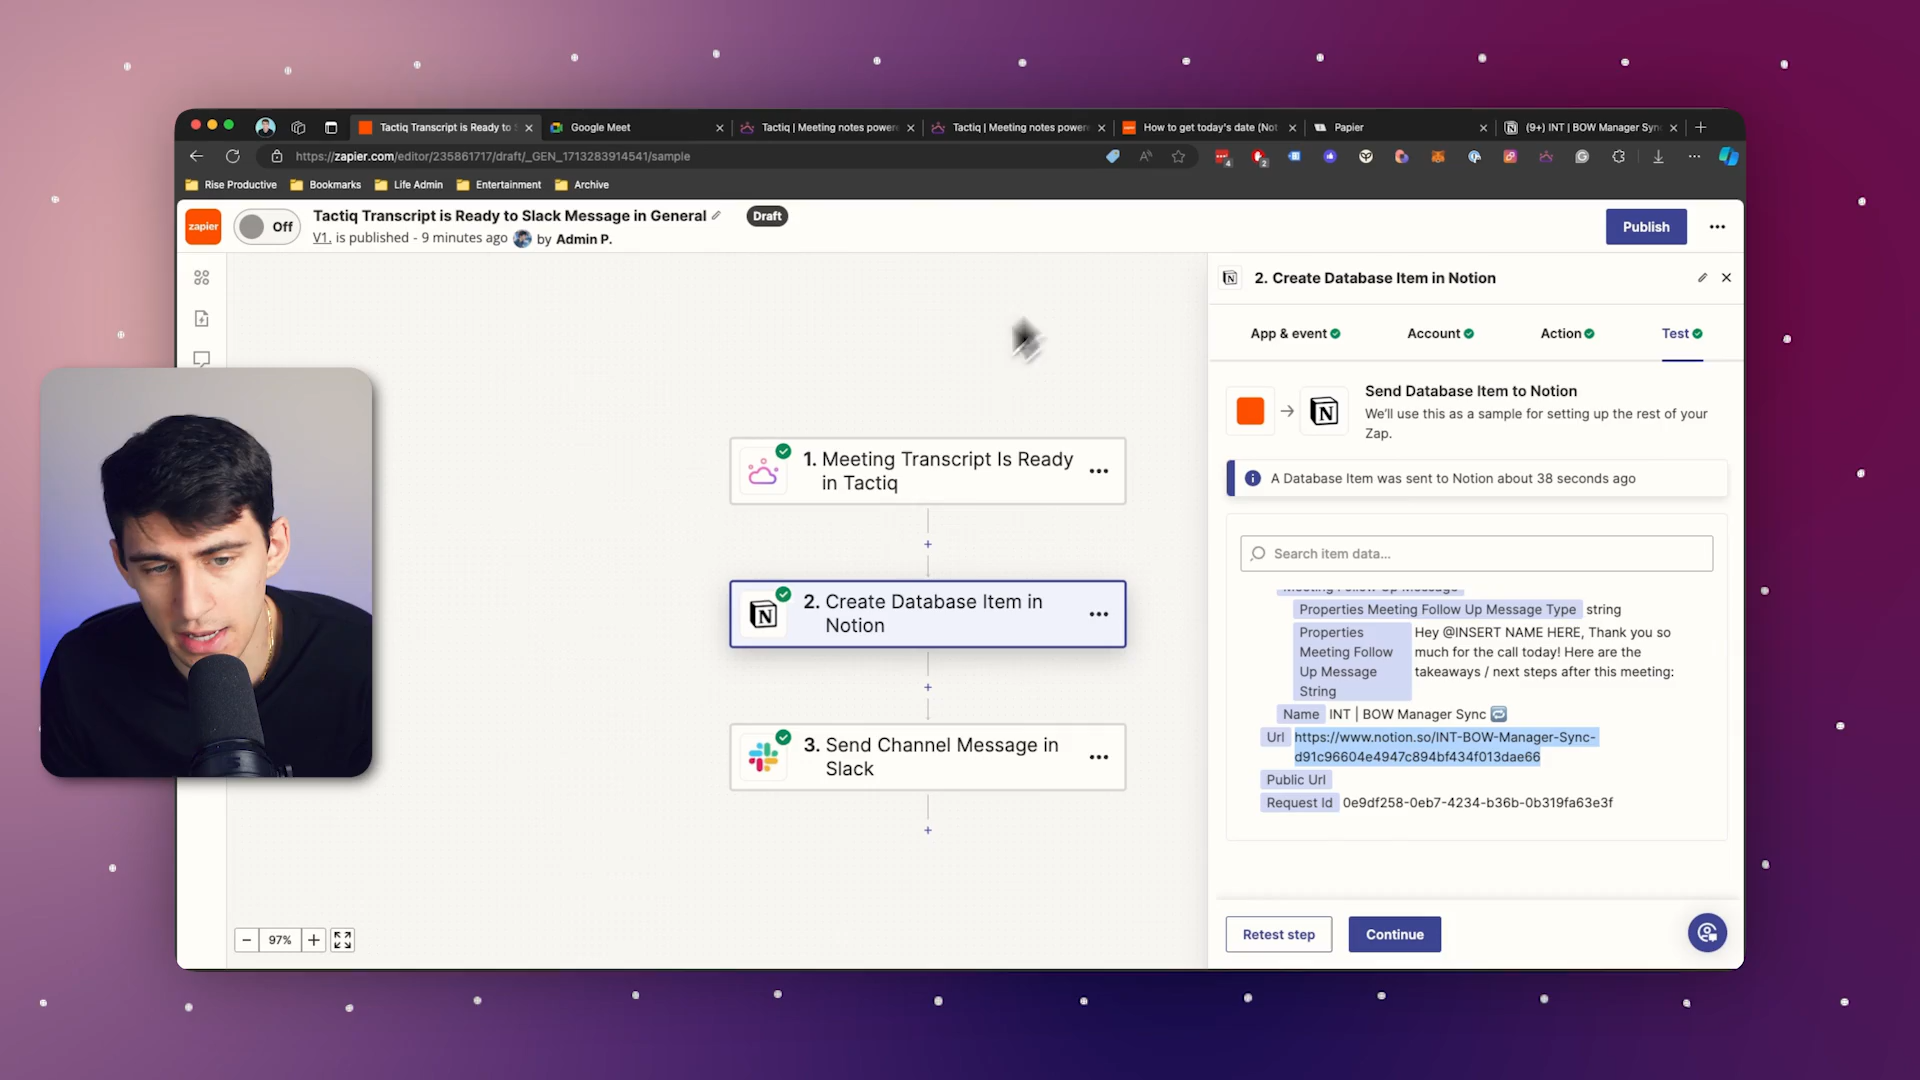 Tactiq Transcript is Ready to S
Google Meet
Tactiq | Meeting notes powere
Tactiq | Meeting notes powere
How to get today's date (Not
Papier
(9+) INT | BOW Manager Sync
https://zapier.com/editor/235861717/draft/_GEN_1713283914541/sample
4
2
Rise Productive
Bookmarks
Life Admin
Entertainment
Archive
zapier
Off
Tactiq Transcript is Ready to Slack Message in General
Draft
V1. is published - 9 minutes ago by Admin P.
Publish
2. Create Database Item in Notion
App & event
Account
Action
Test
Send Database Item to Notion
We'll use this as a sample for setting up the rest of your
Zap.
A Database Item was sent to Notion about 38 seconds ago
Search item data...
Meeting Follow Up Message
Properties Meeting Follow Up Message Type string
Properties
Meeting Follow
Up Message
String
Hey @INSERT NAME HERE, Thank you so
much for the call today! Here are the
takeaways / next steps after this meeting:
Name INT | BOW Manager Sync
Url https://www.notion.so/INT-BOW-Manager-Sync-
d91c96604e4947c894bf434f013dae66
Public Url
Request Id 0e9df258-0eb7-4234-b36b-0b319fa63e3f
Retest step
Continue
1. Meeting Transcript Is Ready
in Tactiq
2. Create Database Item in
Notion
3. Send Channel Message in
Slack
97%